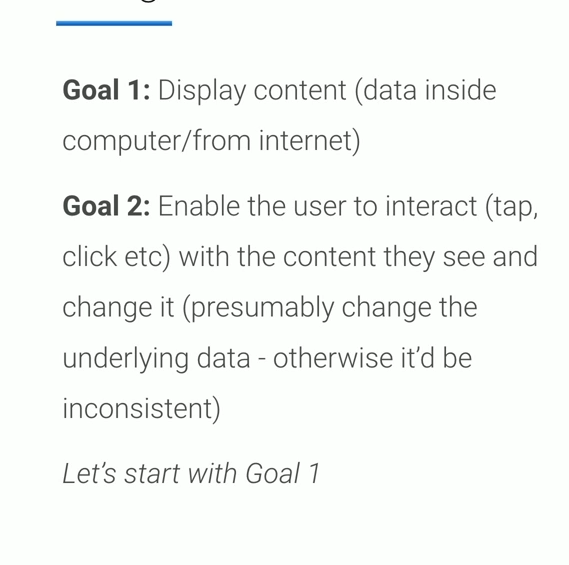 Goal 1: Display content (data inside
computer/from internet)
Goal 2: Enable the user to interact (tap,
click etc) with the content they see and
change it (presumably change the
underlying data - otherwise it’d be
inconsistent)
Let’s start with Goal 1